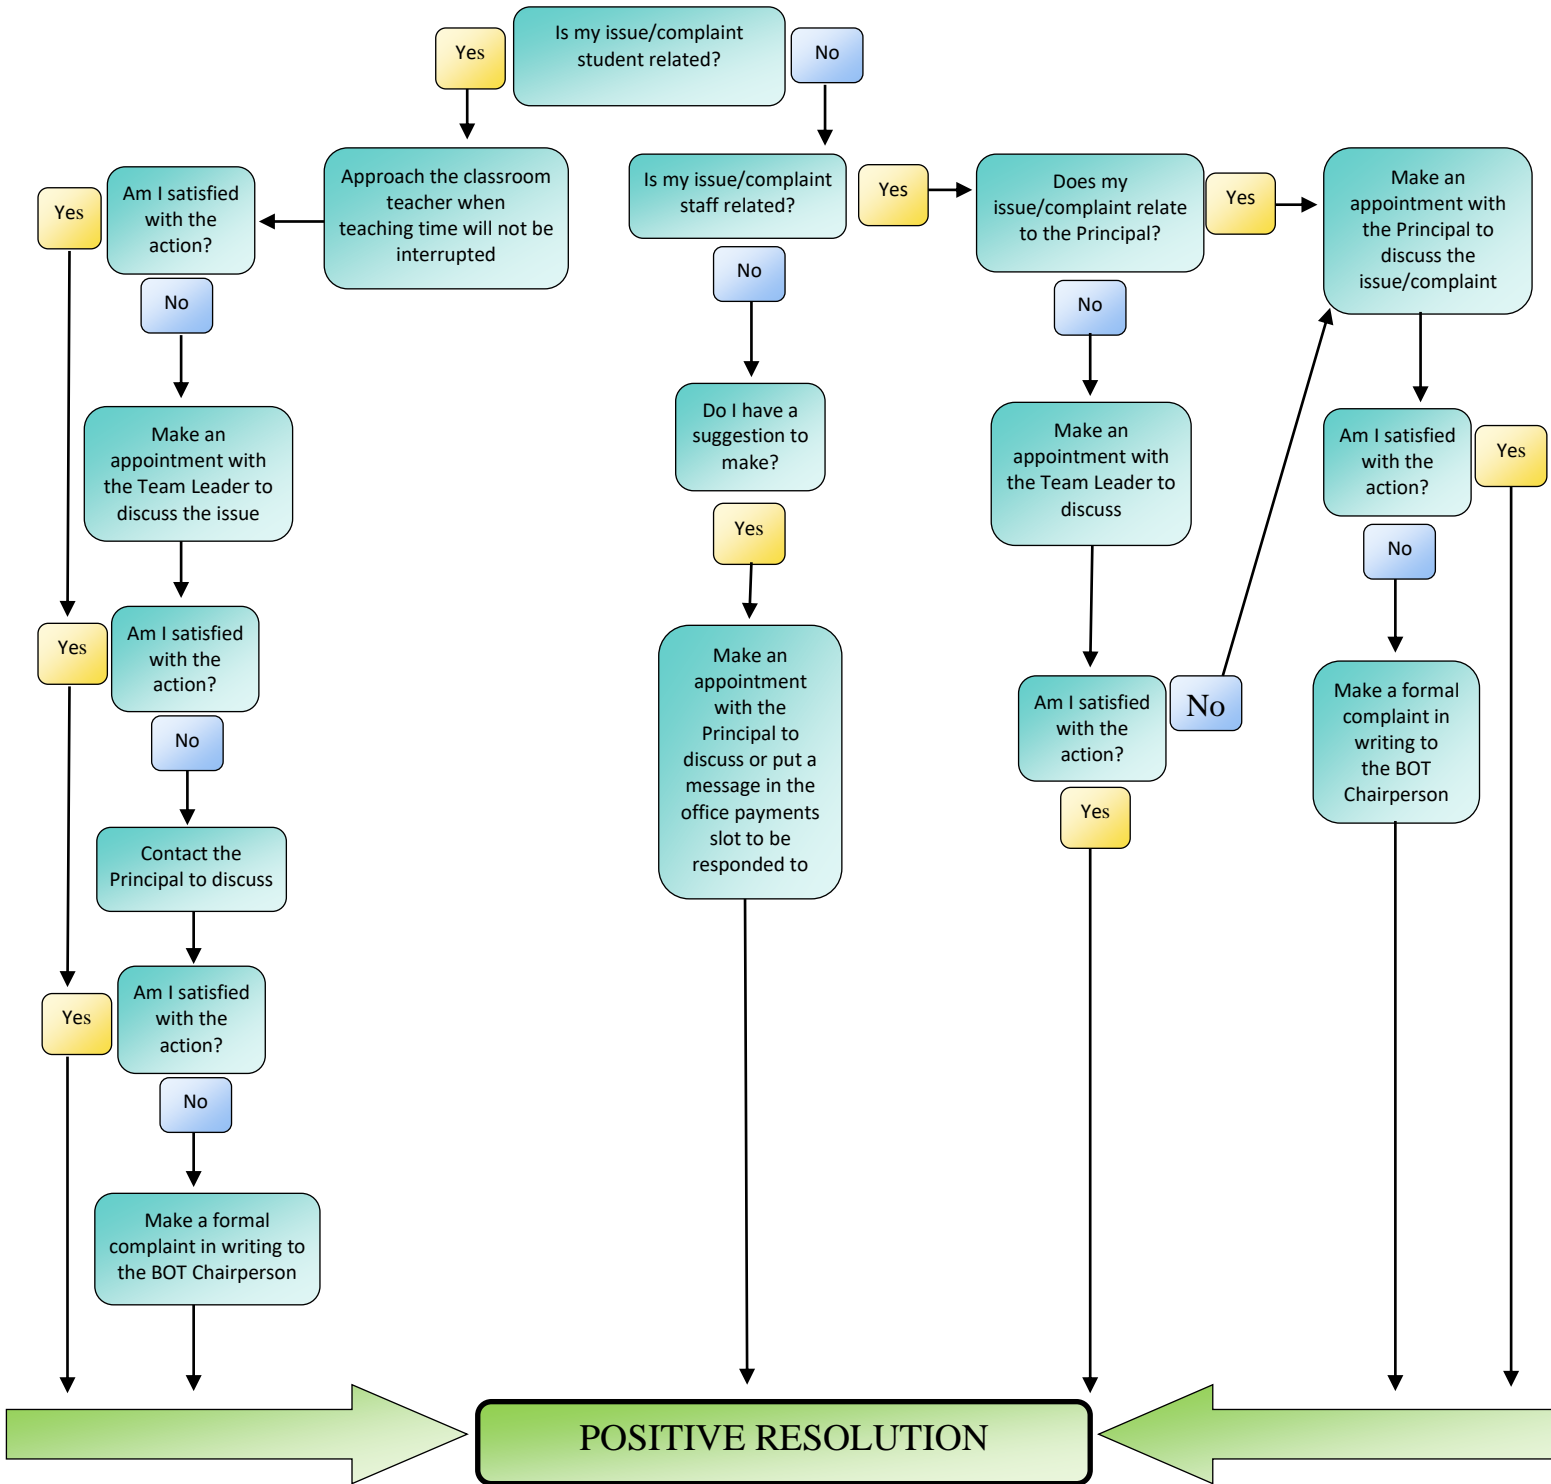 Is my issue/complaint
student related?
Yes
No
Approach the classroom
teacher when
teaching time will not be
interrupted
Am I satisfied
with the
action?
Yes
No
Make an
appointment with
the Team Leader to
discuss the issue
Am I satisfied
with the
action?
Yes
No
Contact the
Principal to discuss
Am I satisfied
with the
action?
Yes
No
Make a formal
complaint in writing to
the BOT Chairperson
Is my issue/complaint
staff related?
Yes
No
Do I have a
suggestion to
make?
Yes
Make an
appointment
with the
Principal to
discuss or put a
message in the
office payments
slot to be
responded to
Does my
issue/complaint relate
to the Principal?
Yes
No
Make an
appointment with
the Team Leader to
discuss
Am I satisfied
with the
action?
No
Yes
Make an
appointment with
the Principal to
discuss the
issue/complaint
Am I satisfied
with the
action?
Yes
No
Make a formal
complaint in
writing to
the BOT
Chairperson
POSITIVE RESOLUTION